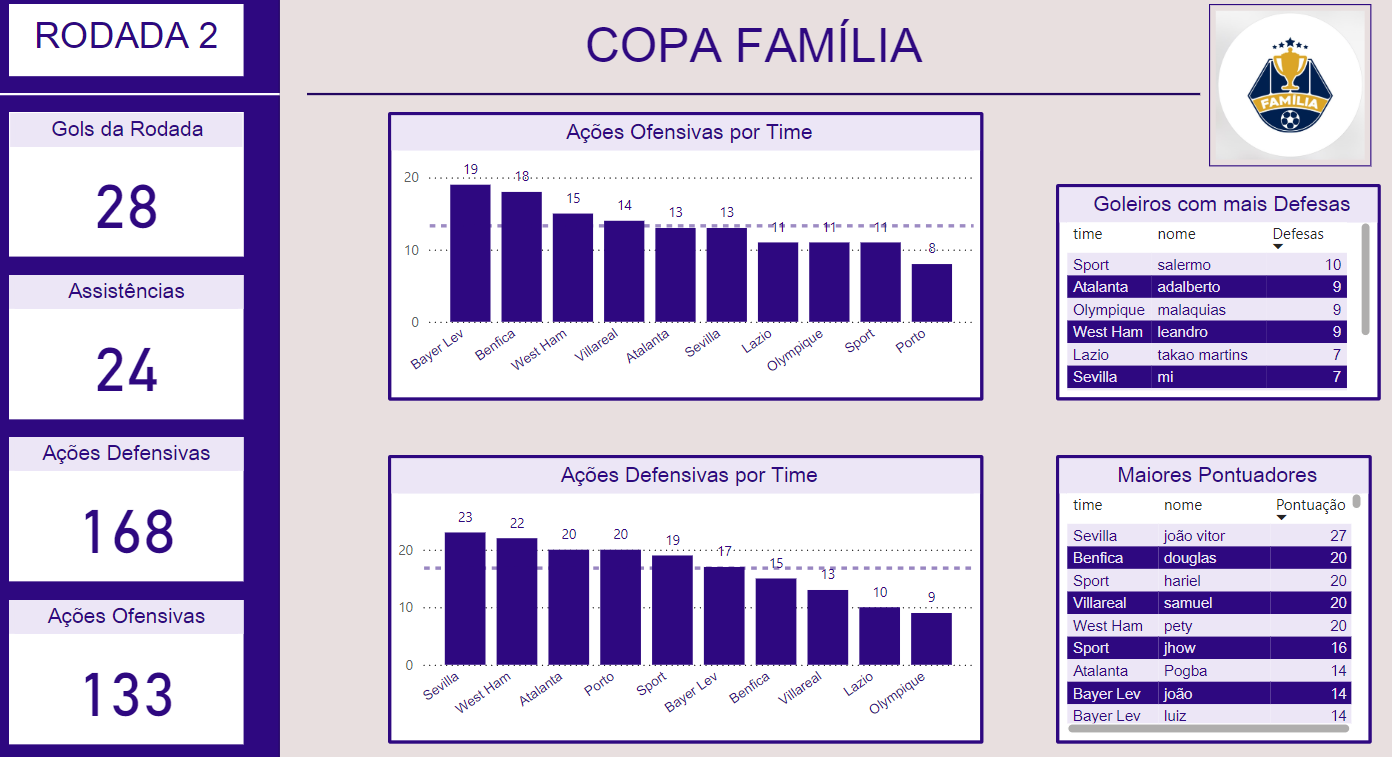 RODADA 2
COPA FAMÍLIA
FAMÍLIA
Gols da Rodada
28
Assistências
24
Ações Defensivas
168
Ações Ofensivas
133
Ações Ofensivas por Time
20
10
0
19
18
15
14
13
13
11
11
11
8
Bayer Lev
Benfica
West Ham
Villareal
Atalanta
Sevilla
Lazio
Olympique
Sport
Porto
Goleiros com mais Defesas
time nome Defesas
Sport salermo 10
Atalanta adalberto 9
Olympique malaquias 9
West Ham leandro 9
Lazio takao martins 7
Sevilla mi 7
Ações Defensivas por Time
20
10
0
23
22
20
20
19
17
15
13
10
9
Sevilla
West Ham
Atalanta
Porto
Sport
Bayer Lev
Benfica
Villareal
Lazio
Olympique
Maiores Pontuadores
time nome Pontuação
Sevilla joão vitor 27
Benfica douglas 20
Sport hariel 20
Villareal samuel 20
West Ham pety 20
Sport jhow 16
Atalanta Pogba 14
Bayer Lev joão 14
Bayer Lev luiz 14